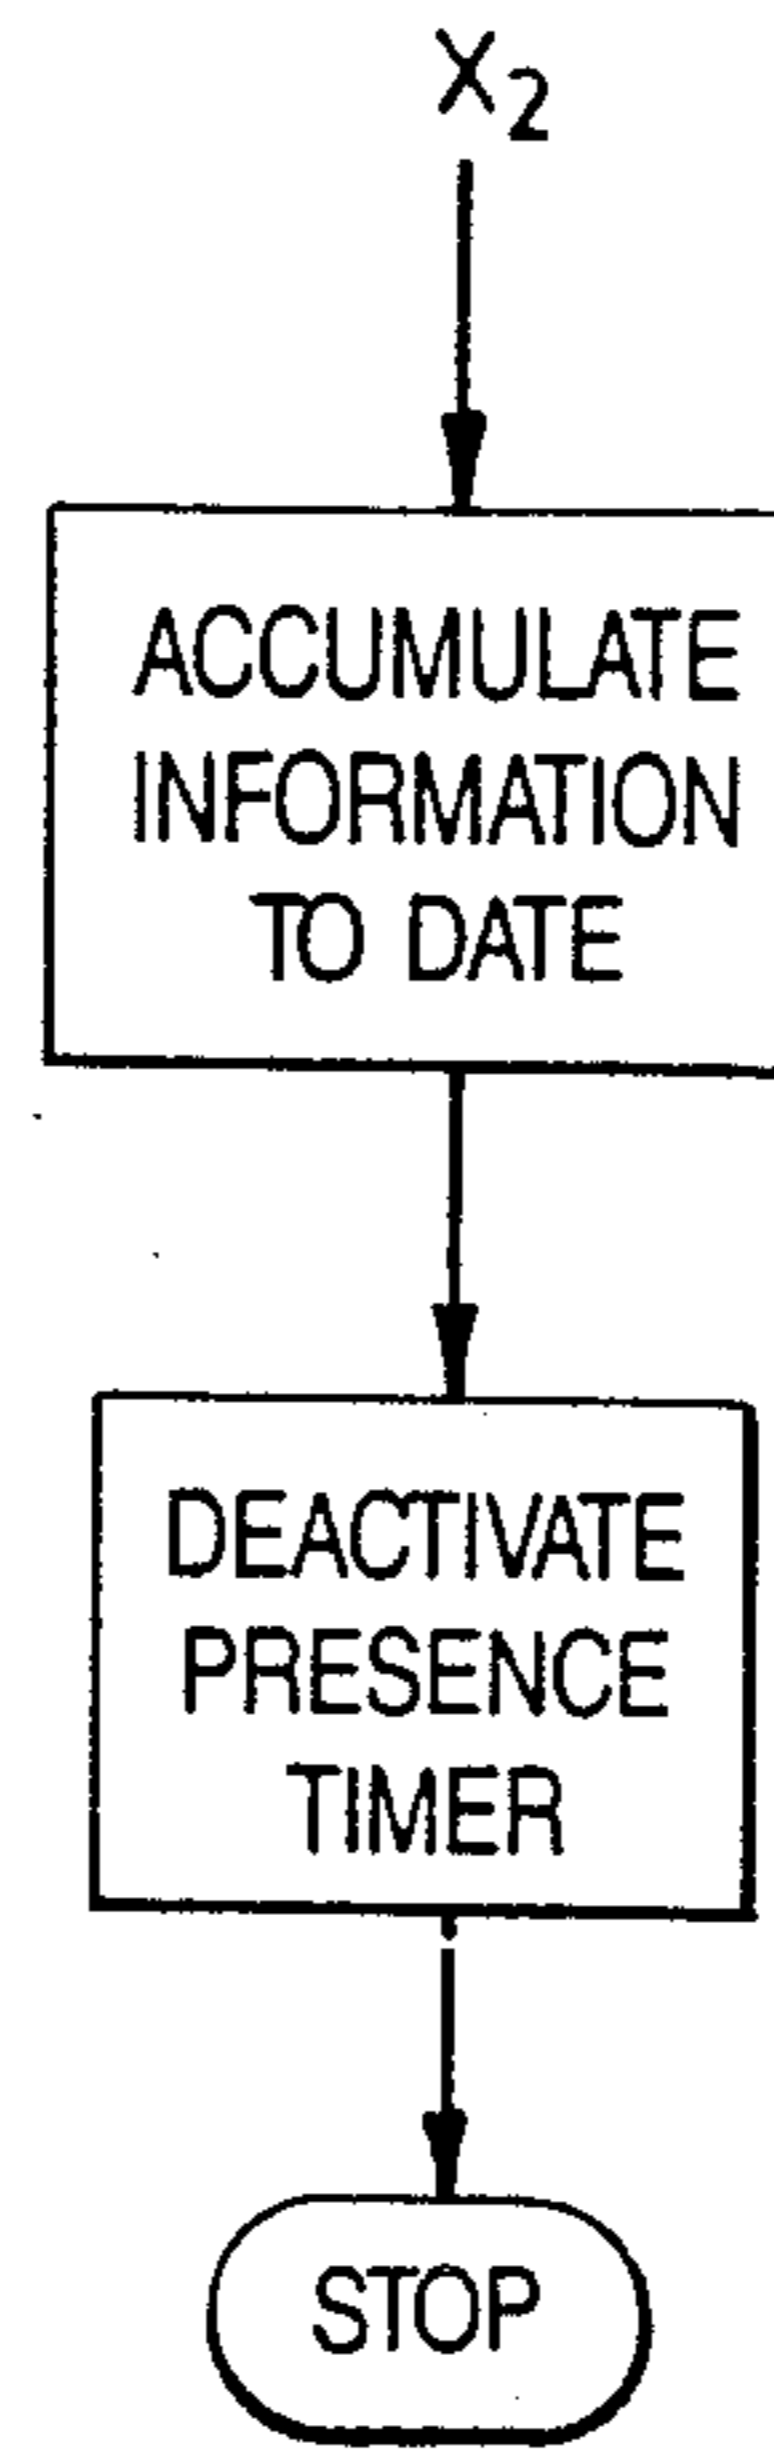 X2
ACCUMULATE
INFORMATION
TO DATE
DEACTIVATE
PRESENCE
TIMER
STOP